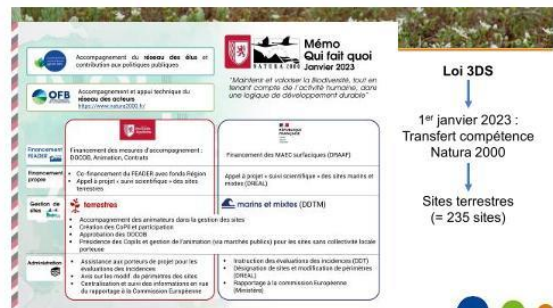 Accompagnement du réseau des élus et
contribution aux politiques publiques
OFB
Accompagnement et appui technique du
réseau des acteurs
https://www.natura2000.fr/
NATURA 2000
Mémo
Qui fait quoi
Janvier 2023
"Maintenir et valoriser la Biodiversité, tout en
tenant compte de l'activité humaine, dans
une logique de développement durable"
RÉPUBLIQUE
FRANÇAISE
Financement
FEADER
Financement des mesures d'accompagnement :
DOCOB, Animation, Contrats
Financement des MAEC surfaciques (DRAAF)
Financement
propre
Co-financement du FEADER avec fonds Région
Appel à projet « suivi scientifique » des sites
terrestres
Appel à projet « suivi scientifique » des sites marins et
mixtes (DREAL)
Gestion de
sites
terrestres
marins et mixtes (DDTM)
Accompagnement des animateurs dans la gestion des sites
Création des CoPil et participation
Approbation des DOCOB
Présidence des Copils et gestion de l'animation (via marchés publics) pour les sites sans collectivité locale
porteuse
Administration
Assistance aux porteurs de projet pour les
évaluations des incidences
Avis sur les modif de périmètre des sites
Centralisation et suivi des informations en vue
du rapportage à la Commission Européenne
Instruction des évaluations des incidences (DDT)
Désignation de sites et modification de périmètres
(DREAL)
Rapportage à la commission Européenne
(Ministère)
Loi 3DS
1er janvier 2023 :
Transfert compétence
Natura 2000
Sites terrestres
(= 235 sites)